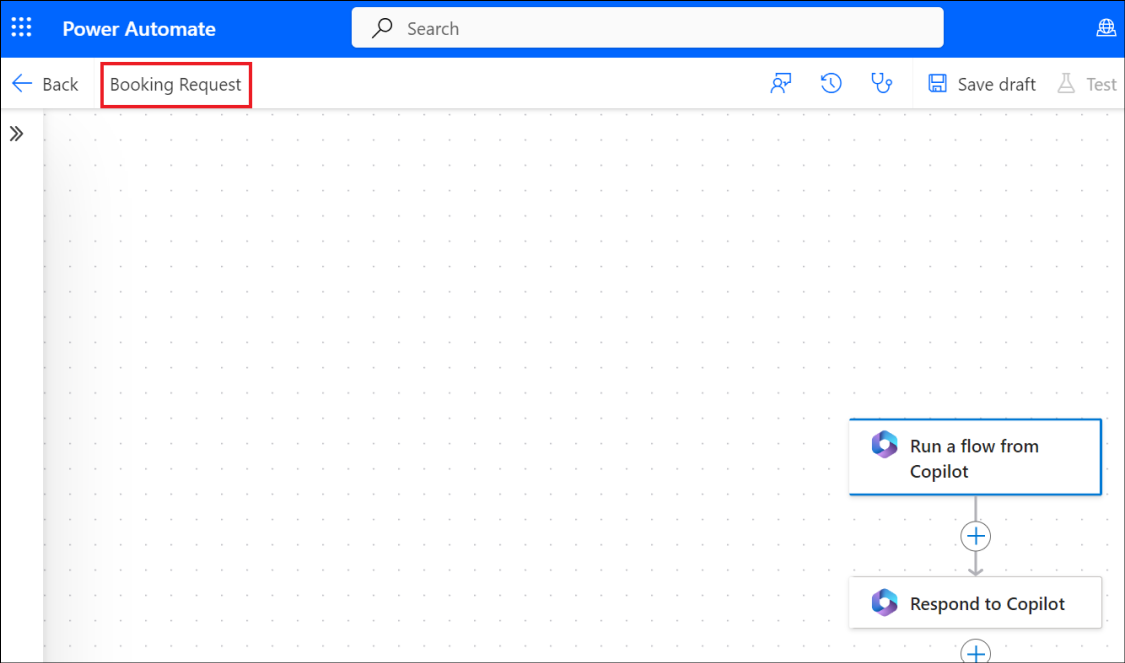 Power Automate
Search
Back
Booking Request
Save draft
Test
Run a flow from
Copilot
Respond to Copilot